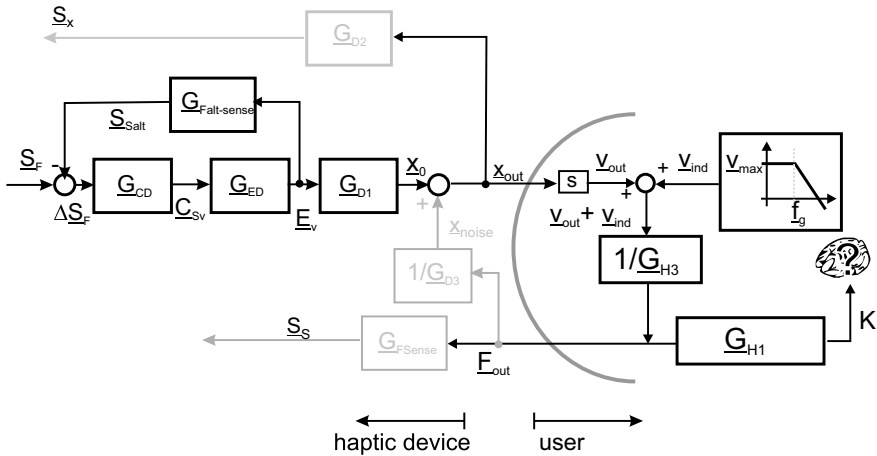 S_x
G_D2
G_Falt-sense
S_Salt
S_F
-
ΔS_F
G_CD
C_Sv
G_ED
E_v
G_D1
x_0
+
x_noise
x_out
s
v_out
+
+
v_ind
v_max
f_g
v_out + v_ind
1/G_H3
1/G_D3
?
K
S_S
G_FSense
F_out
G_H1
haptic device
user